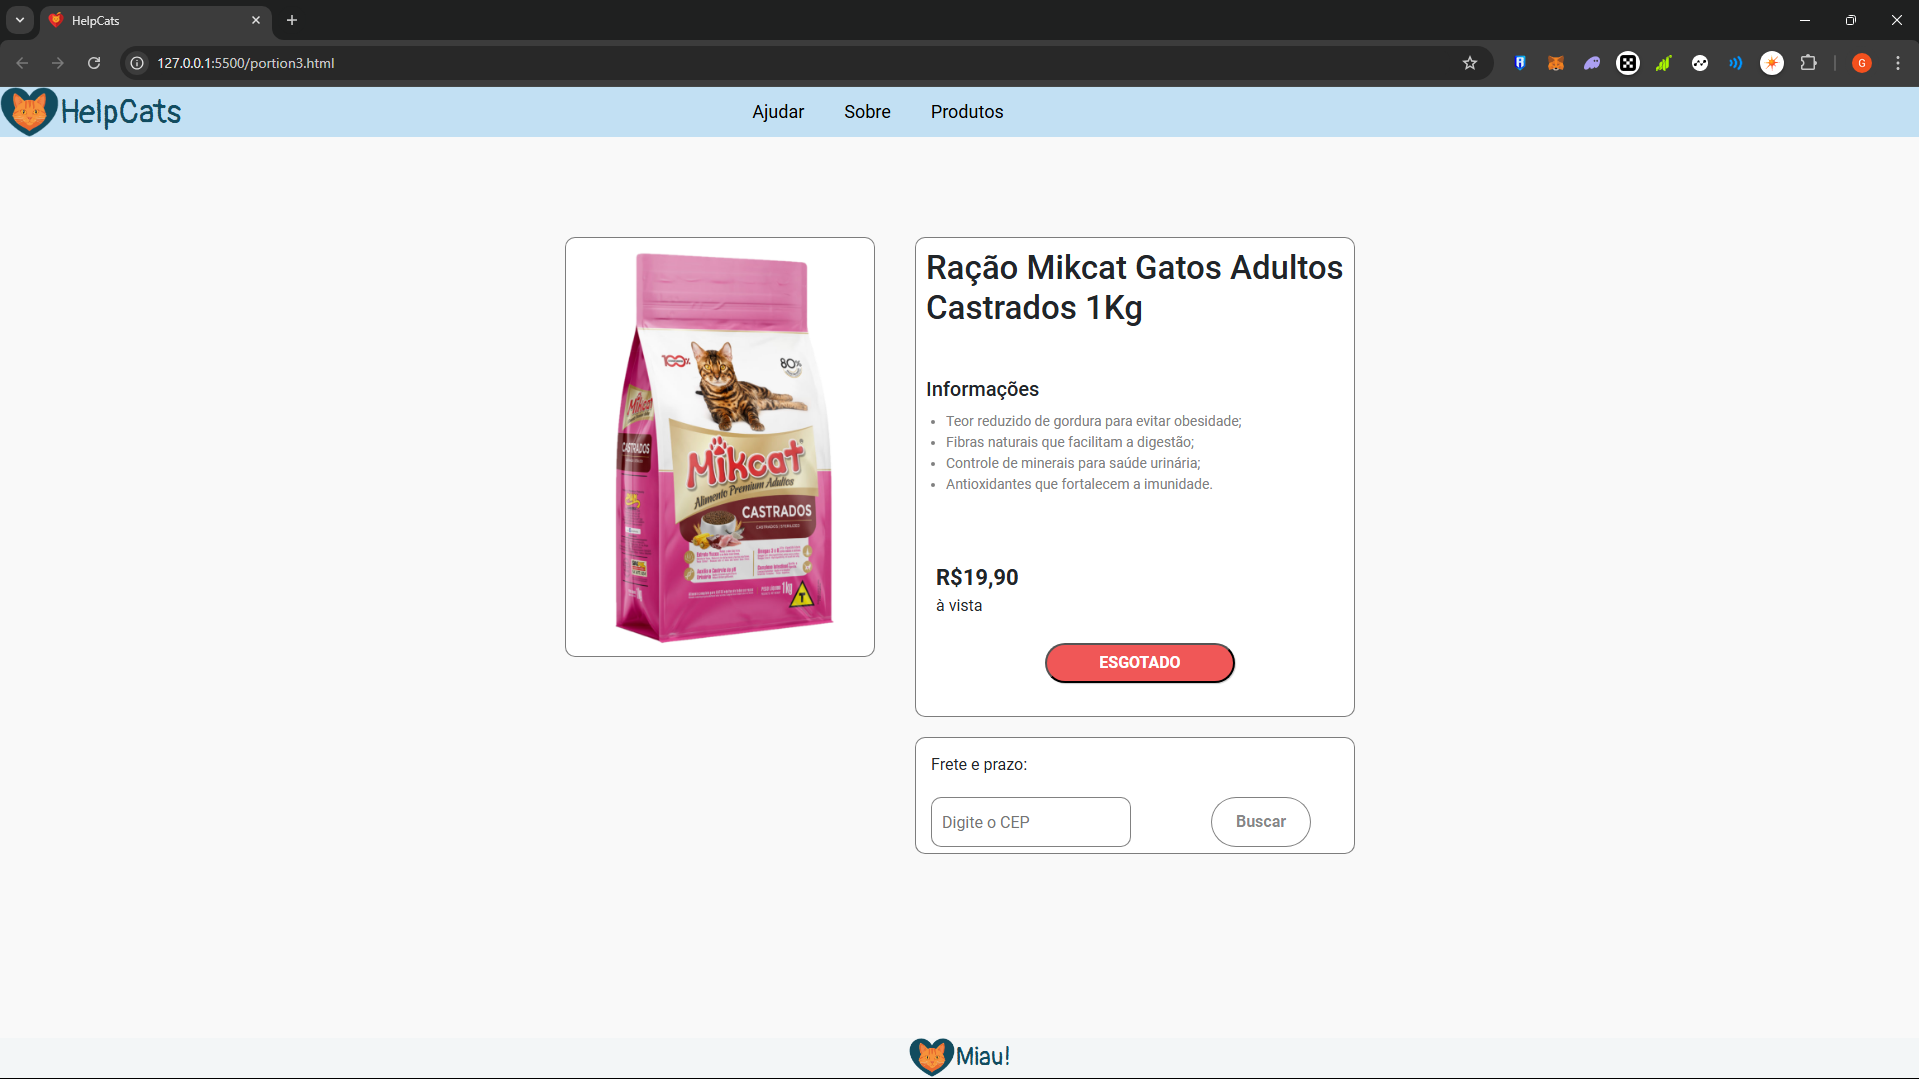 HelpCats
127.0.0.1:5500/portion3.html
G
HelpCats
Ajudar
Sobre
Produtos
100%
80%
Mikcat
CASTRADOS
Mikcat
Alimento Premium Adultos
CASTRADOS
1kg
T
Ração Mikcat Gatos Adultos
Castrados 1Kg
Informações
Teor reduzido de gordura para evitar obesidade;
Fibras naturais que facilitam a digestão;
Controle de minerais para saúde urinária;
Antioxidantes que fortalecem a imunidade.
R$19,90
à vista
ESGOTADO
Frete e prazo:
Digite o CEP
Buscar
Miau!